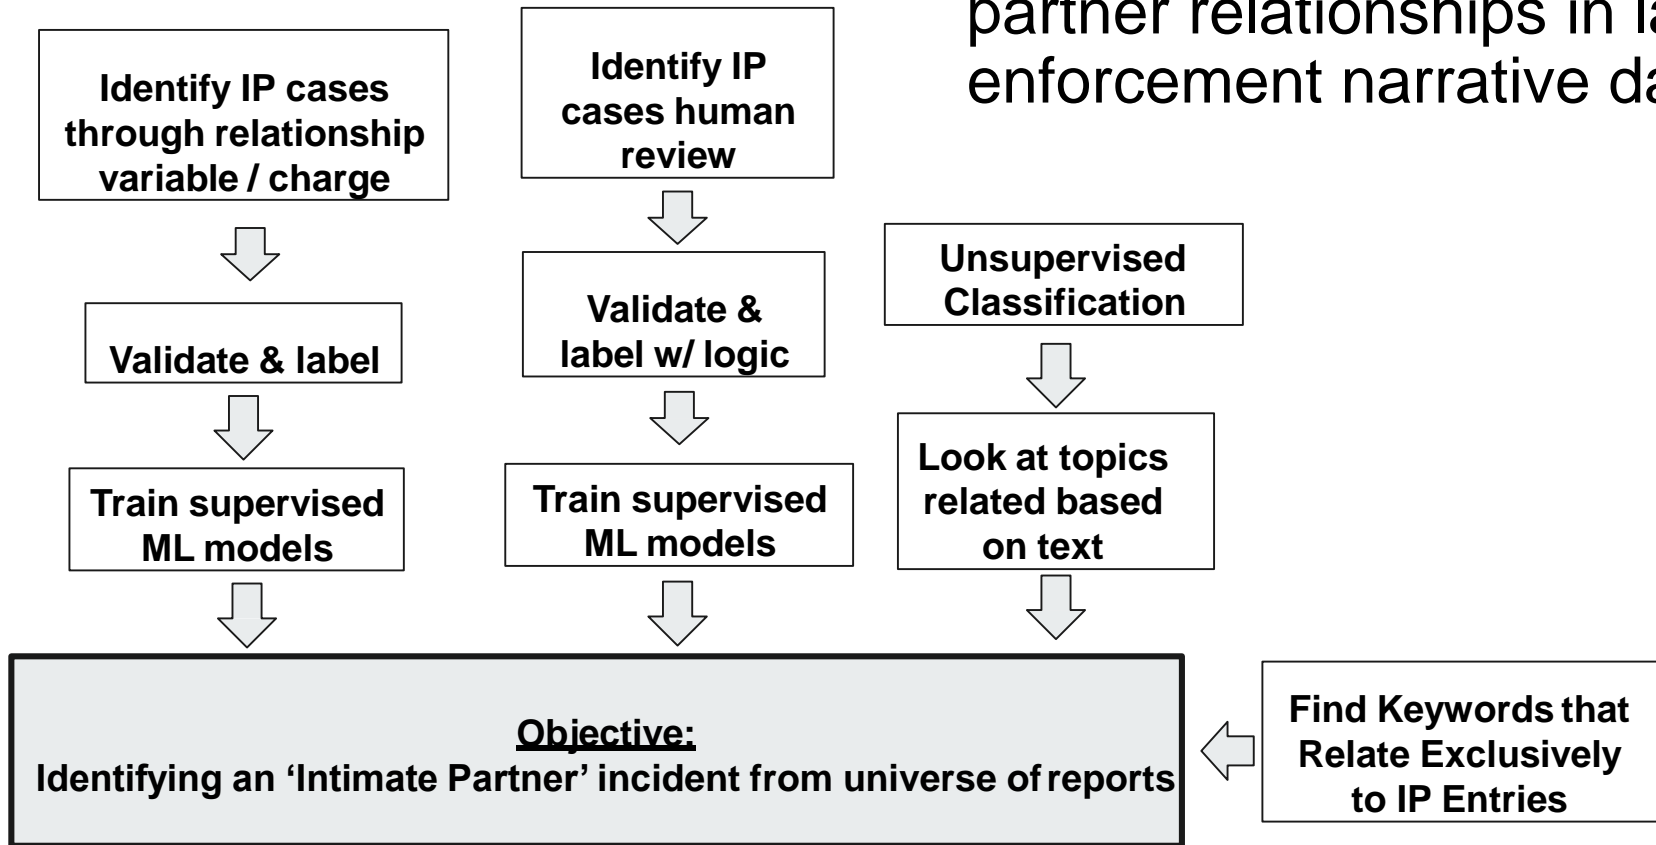 partner relationships in la
enforcement narrative da
Identify IP cases
through relationship
variable / charge
Validate & label
Train supervised
ML models
Identify IP
cases human
review
Validate &
label w/ logic
Train supervised
ML models
Unsupervised
Classification
Look at topics
related based
on text
Objective:
Identifying an ‘Intimate Partner’ incident from universe of reports
Find Keywords that
Relate Exclusively
to IP Entries